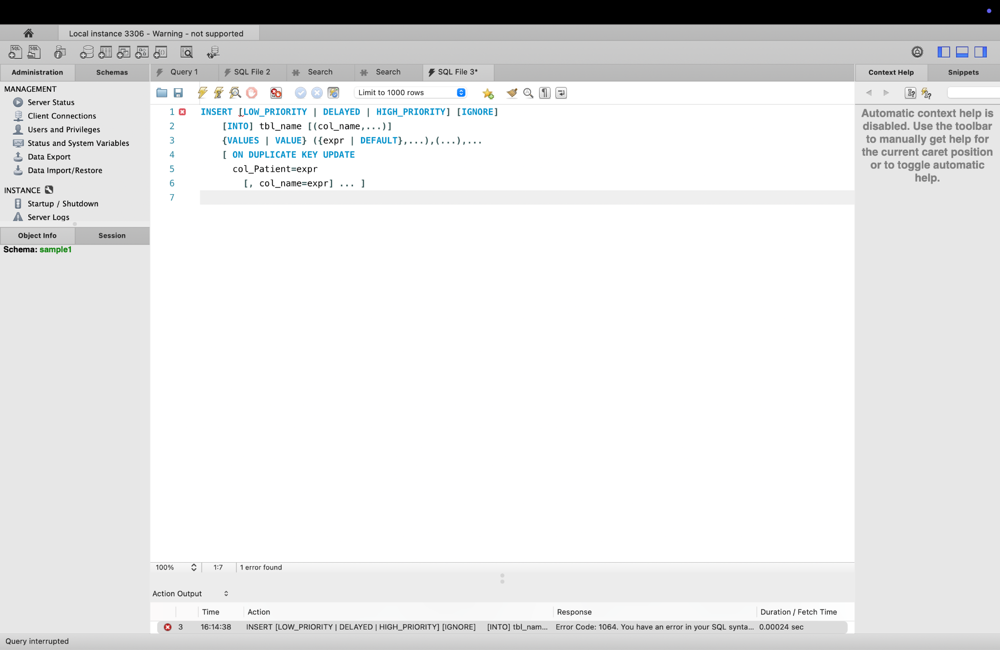 Local instance 3306 - Warning - not supported
SQL
SQL
Administration
Schemas
MANAGEMENT
Server Status
Client Connections
Users and Privileges
Status and System Variables
Data Export
Data Import/Restore
INSTANCE
Startup / Shutdown
Server Logs
Object Info
Session
Schema: sample1
Query 1
SQL File 2
Search
Search
SQL File 3*
Limit to 1000 rows
1 INSERT [LOW_PRIORITY | DELAYED | HIGH_PRIORITY] [IGNORE]
2 [INTO] tbl_name [(col_name,...)]
3 {VALUES | VALUE} ({expr | DEFAULT},...),(...),...
4 [ ON DUPLICATE KEY UPDATE
5 col_Patient=expr
6 [, col_name=expr] ... ]
7
100%
1:7
1 error found
Action Output
Time Action Response Duration / Fetch Time
3 16:14:38 INSERT [LOW_PRIORITY | DELAYED | HIGH_PRIORITY] [IGNORE] [INTO] tbl_nam... Error Code: 1064. You have an error in your SQL synta... 0.00024 sec
Context Help
Snippets
Automatic context help is
disabled. Use the toolbar
to manually get help for
the current caret position
or to toggle automatic
help.
Query interrupted